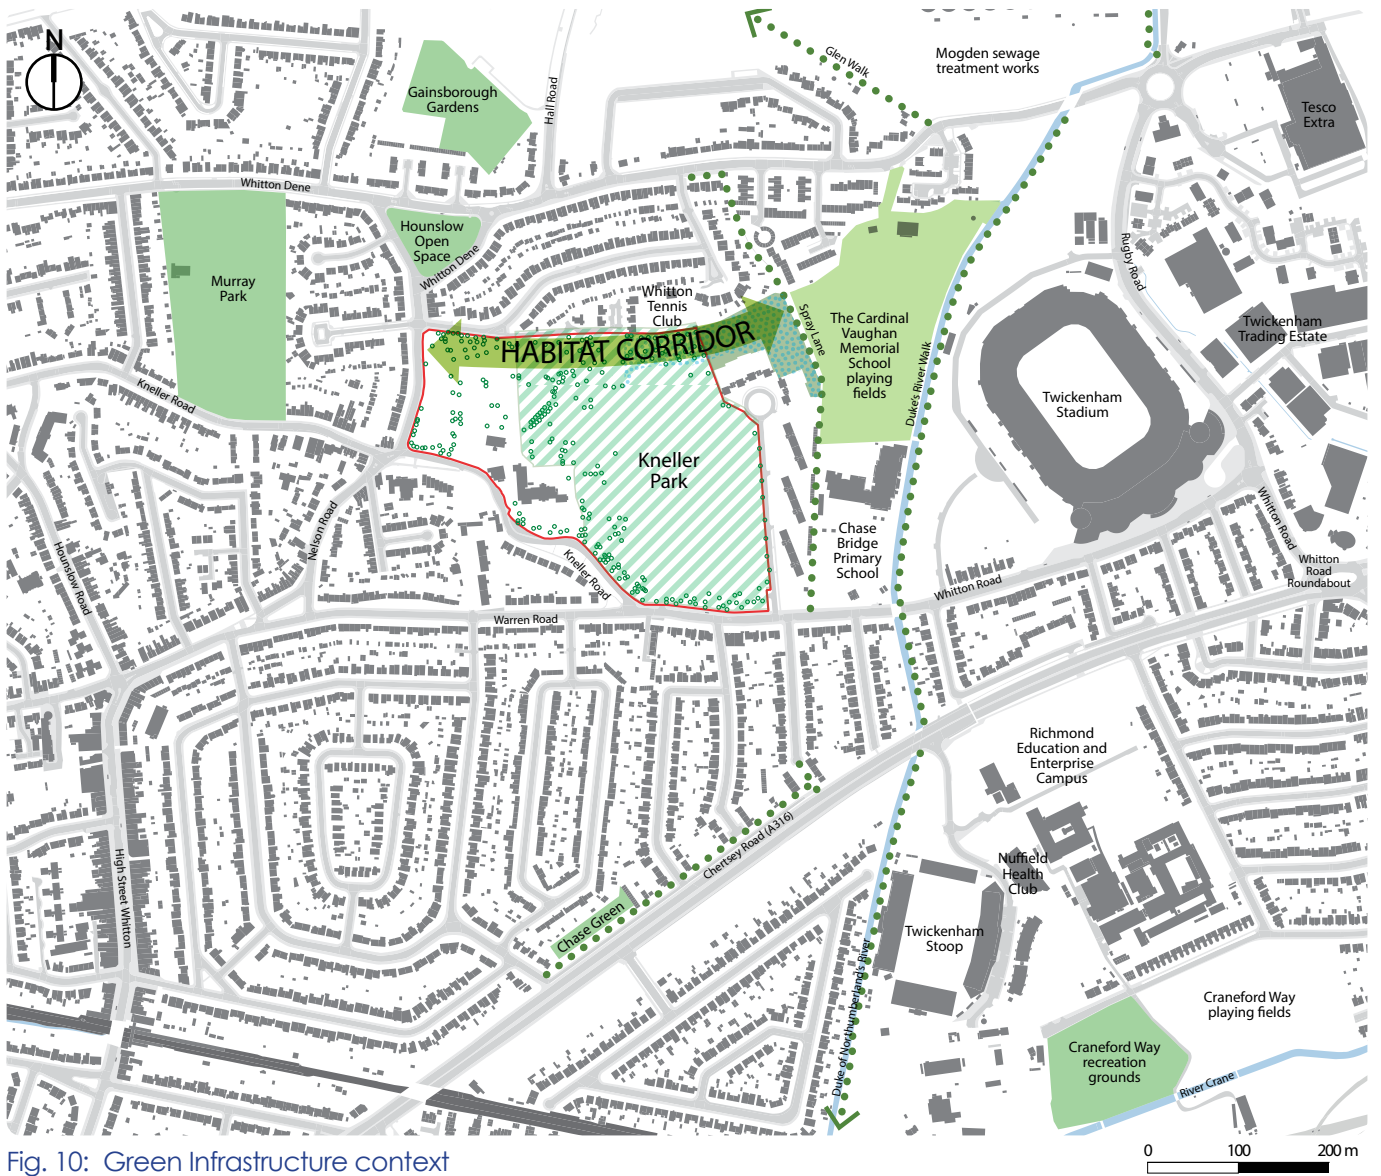 N
Glen Walk
Mogden sewage
treatment works
Gainsborough
Gardens
Hall Road
Tesco
Extra
Whitton Dene
Hounslow
Open
Space
Whitton Dene
Murray
Park
Rugby Road
Whitton
Tennis
Club
Spray Lane
The Cardinal
Vaughan
Memorial
School
playing
fields
Duke's River Walk
Twickenham
Trading Estate
HABITAT CORRIDOR
Kneller Road
Twickenham
Stadium
Kneller
Park
Nelson Road
Hounslow Road
Chase
Bridge
Primary
School
Whitton Road
Whitton
Road
Roundabout
Kneller Road
Whitton Road
Warren Road
Richmond
Education and
Enterprise
Campus
Chertsey Road (A316)
High Street Whitton
Nuffield
Health
Club
Chase Green
Twickenham
Stoop
Duke of Northumberland's River
Craneford Way
playing fields
Craneford Way
recreation
grounds
River Crane
Fig. 10: Green Infrastructure context
0 100 200 m